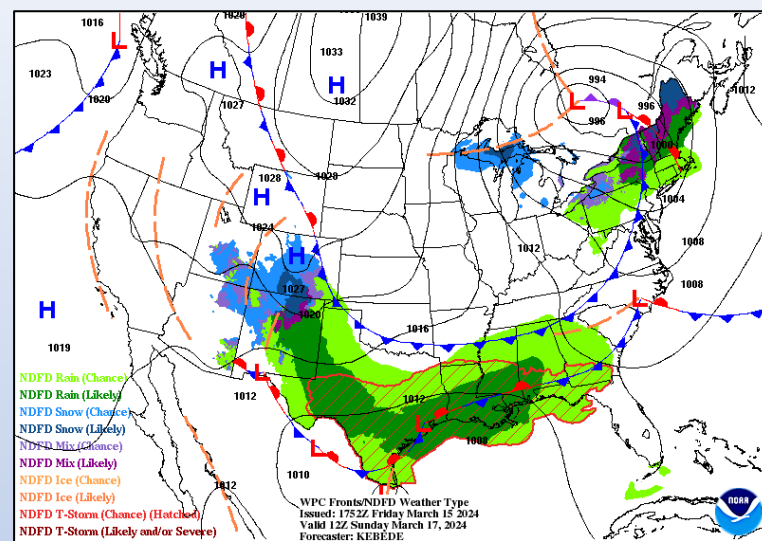 1016
L
1020
1039
1033
994
1023
H
H
1012
1020
1027
1032
L
L
996
996
1000
1028
1028
H
1004
1024
1012
1008
H
1027
1008
L
H
1020
1016
1019
NDFD Rain (Chance)
L
1012
NDFD Rain (Likely)
L
1012
NDFD Snow (Chance)
L
NDFD Snow (Likely)
1008
NDFD Mix (Chance)
L
NDFD Mix (Likely)
1010
NDFD Ice (Chance)
1012
L
NDFD Ice (Likely)
WPC Fronts/NDFD Weather Type
NDFD T-Storm (Chance) (Hatched)
Issued: 1752Z Friday March 15 2024
NDFD T-Storm (Likely and/or Severe)
Valid 12Z Sunday March 17, 2024
Forecaster: KEBEDE
NOAA